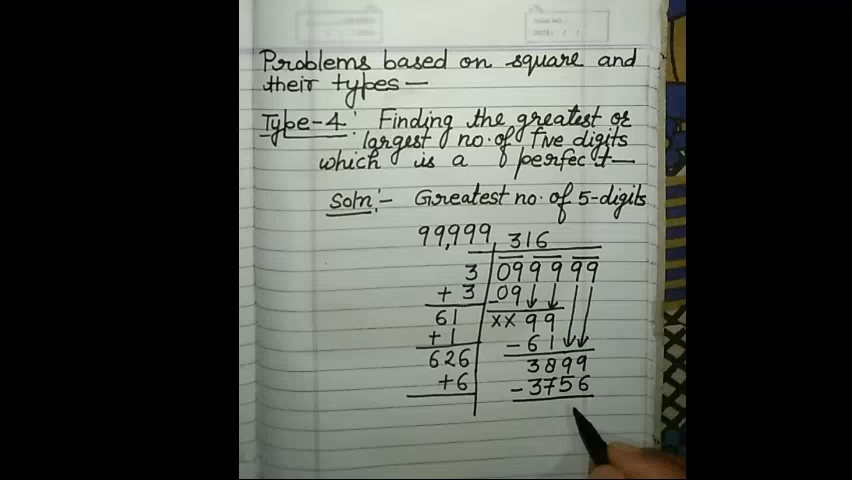 Problems based on square and
their types—
Type-4: Finding the greatest or
largest no. of five digits
which is a perfect—
Soln:- Greatest no. of 5-digits
99,999 316
3 099999
+ 3 -09
61 xx99
+1 -61
626 3899
+6 -3756